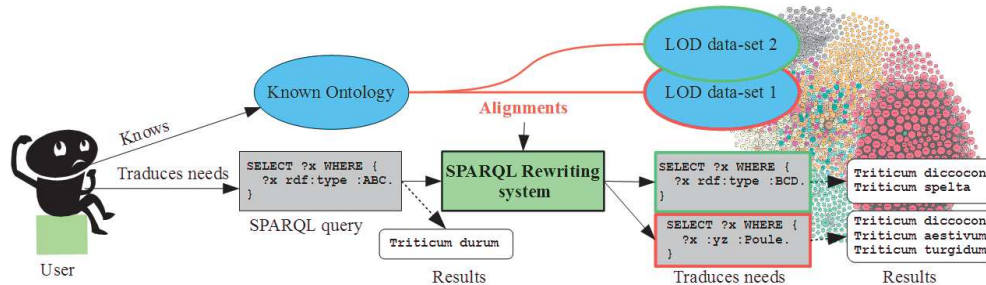 LOD data-set 2
Known Ontology
LOD data-set 1
Alignments
Knows
Traduces needs
SELECT ?x WHERE {
?x rdf:type :ABC.
}
SPARQL query
SPARQL Rewriting
system
SELECT ?x WHERE {
?x rdf:type :BCD.
}
Triticum diccocon
Triticum spelta
SELECT ?x WHERE {
?x :yz :Poule.
}
Triticum diccocon
Triticum aestivum
Triticum turgidum
Triticum durum
User
Results
Traduces needs
Results